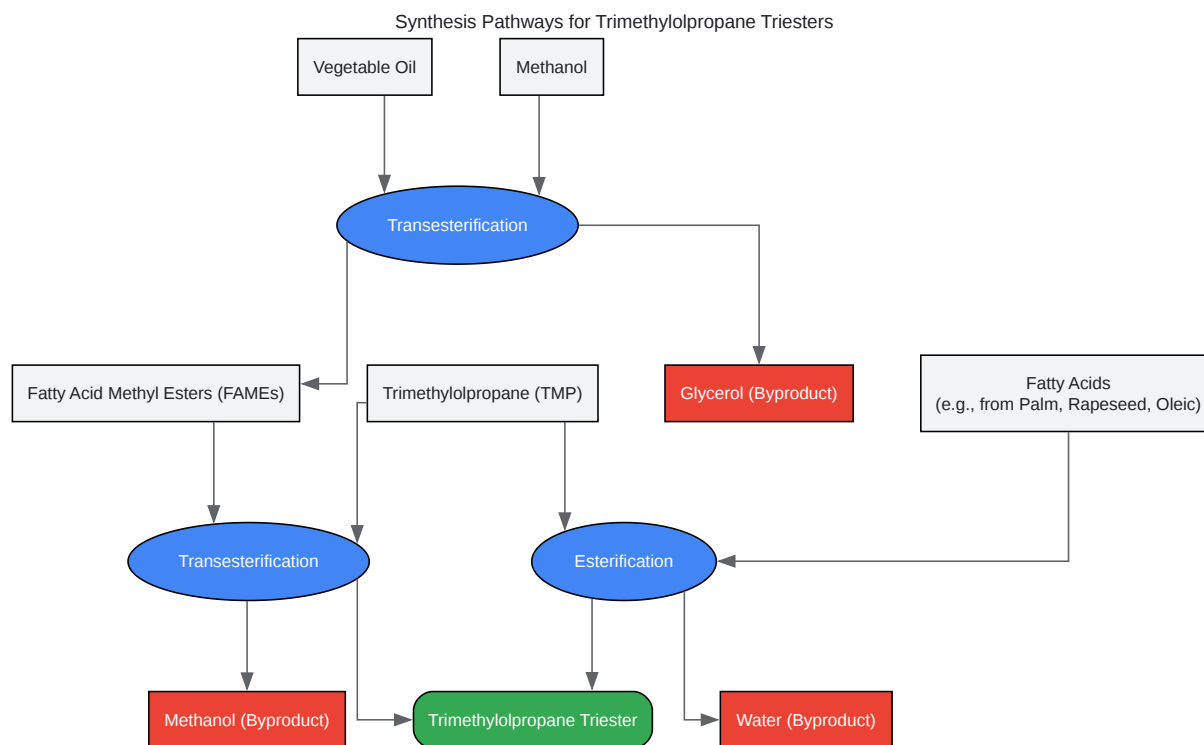 Synthesis Pathways for Trimethylolpropane Triesters
Vegetable Oil
Methanol
Transesterification
Fatty Acid Methyl Esters (FAMEs)
Trimethylolpropane (TMP)
Glycerol (Byproduct)
Fatty Acids
(e.g., from Palm, Rapeseed, Oleic)
Transesterification
Esterification
Methanol (Byproduct)
Trimethylolpropane Triester
Water (Byproduct)